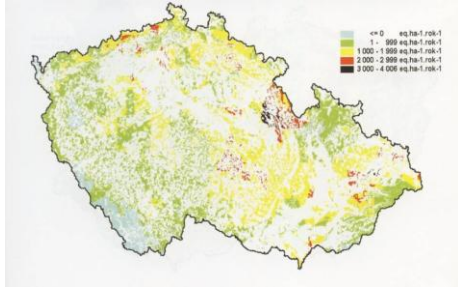 <= 0 eq.ha-1.rok-1
1 - 999 eq.ha-1.rok-1
1 000 - 1 999 eq.ha-1.rok-1
2 000 - 2 999 eq.ha-1.rok-1
3 000 - 4 006 eq.ha-1.rok-1